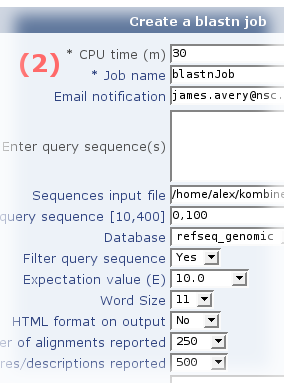 Create a blastn job
(2)
* CPU time (m) 30
* Job name blastnJob
Email notification james.avery@nsc.
Enter query sequence(s)
Sequences input file /home/alex/kombine
query sequence [10,400] 0,100
Database refseq_genomic
Filter query sequence Yes
Expectation value (E) 10.0
Word Size 11
HTML format on output No
er of alignments reported 250
res/descriptions reported 500